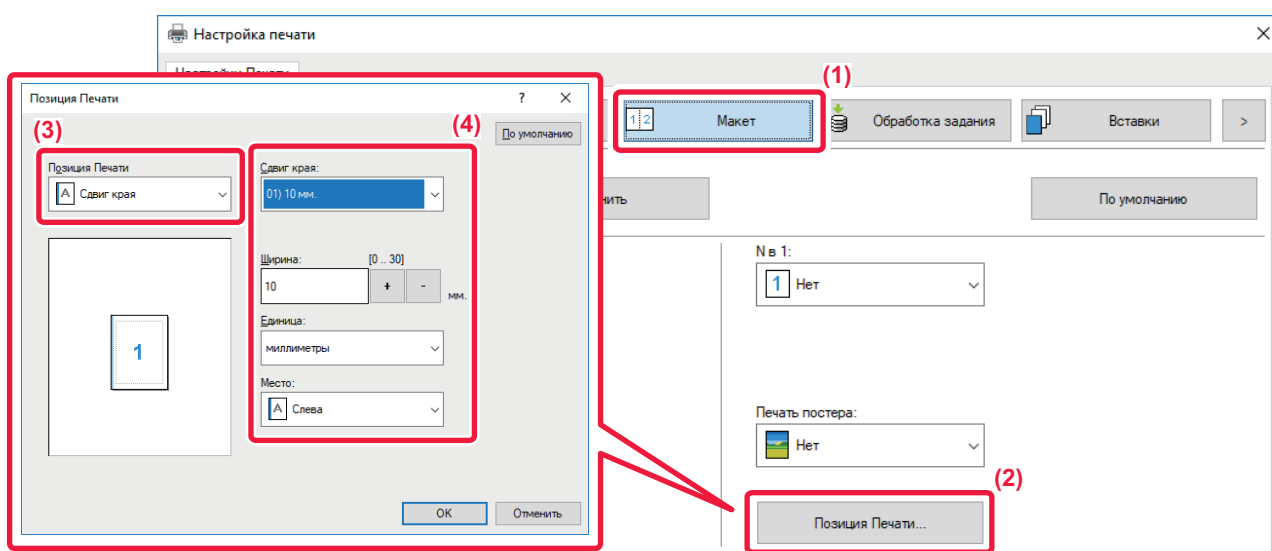 Настройка печати
Настройки Печати
(1)
Макет
Обработка задания
Вставки
>
нить
По умолчанию
N в 1:
1 Нет
Печать постера:
Нет
(2)
Позиция Печати...
Позиция Печати
?
(3)
(4)
По умолчанию
Позиция Печати
A Сдвиг края
1
Сдвиг края:
01) 10 мм.
Ширина: [0 .. 30]
10 + - мм.
Единица:
миллиметры
Место:
A Слева
OK
Отменить